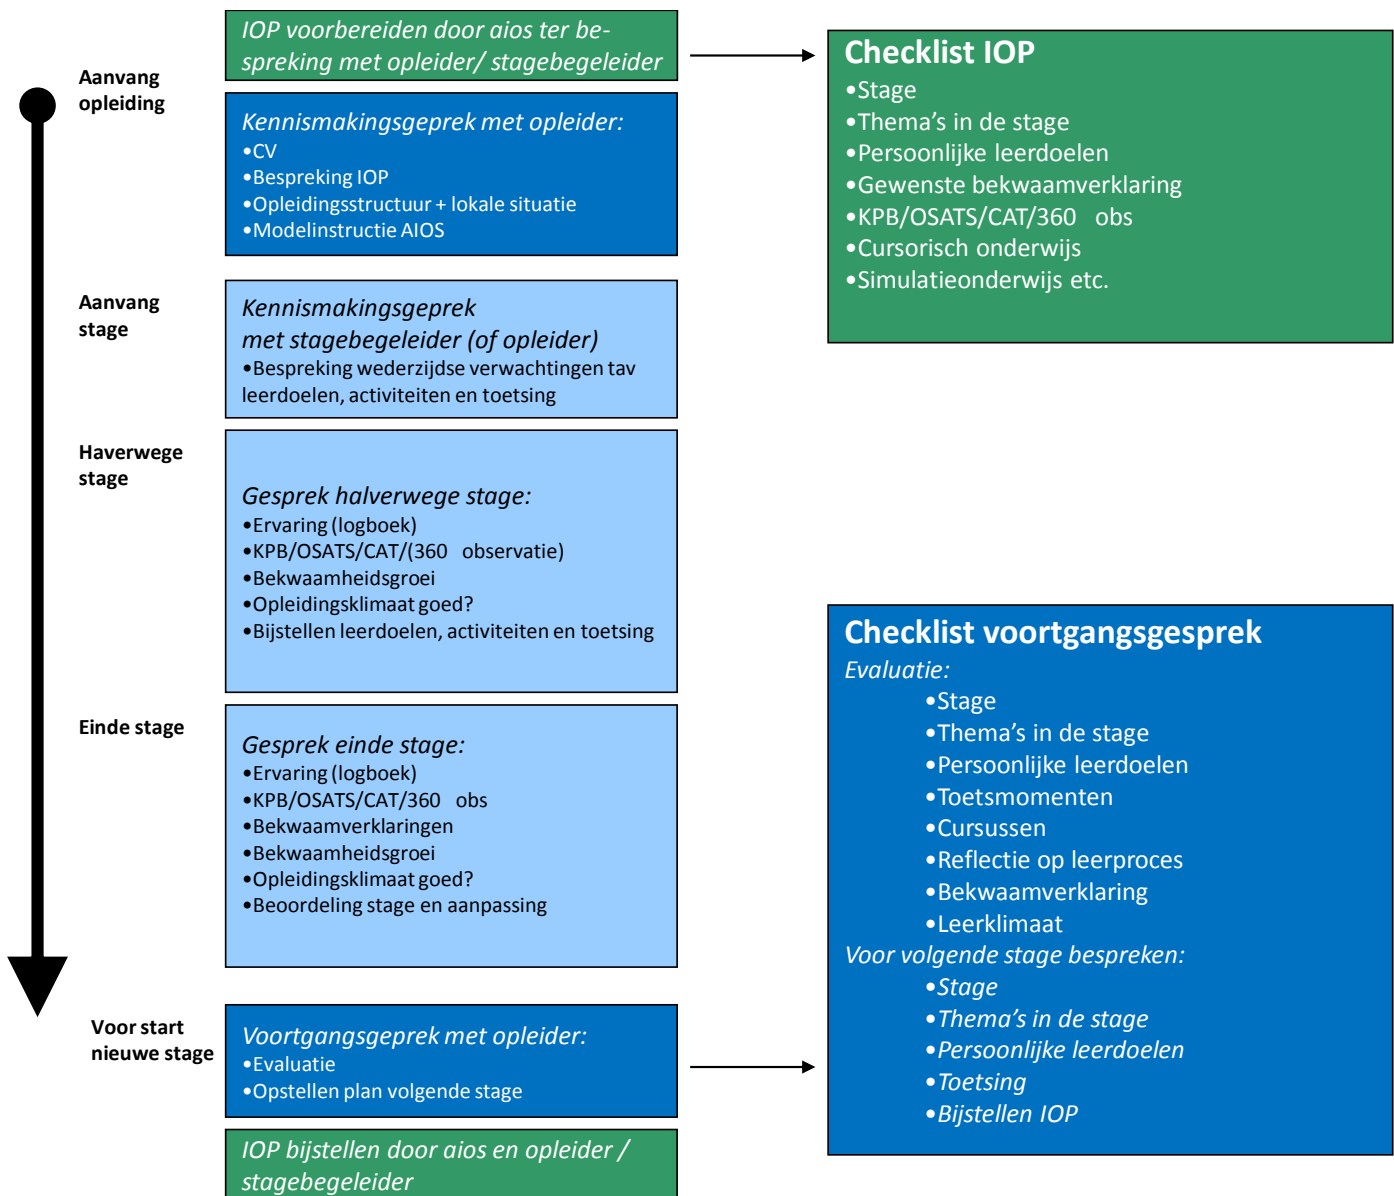 IOP voorbereiden door aios ter be-
spreking met opleider/ stagebegeleider
Aanvang
opleiding
Kennismakingsgeprek met opleider:
•CV
•Bespreking IOP
•Opleidingsstructuur + lokale situatie
•Modelinstructie AIOS
Checklist IOP
•Stage
•Thema's in de stage
•Persoonlijke leerdoelen
•Gewenste bekwaamverklaring
•KPB/OSATS/CAT/360 obs
•Cursorisch onderwijs
•Simulatieonderwijs etc.
Aanvang
stage
Kennismakingsgeprek
met stagebegeleider (of opleider)
•Bespreking wederzijdse verwachtingen tav
leerdoelen, activiteiten en toetsing
Haverwege
stage
Gesprek halverwege stage:
•Ervaring (logboek)
•KPB/OSATS/CAT/(360 observatie)
•Bekwaamheidsgroei
•Opleidingsklimaat goed?
•Bijstellen leerdoelen, activiteiten en toetsing
Einde stage
Gesprek einde stage:
•Ervaring (logboek)
•KPB/OSATS/CAT/360 obs
•Bekwaamverklaringen
•Bekwaamheidsgroei
•Opleidingsklimaat goed?
•Beoordeling stage en aanpassing
Voor start
nieuwe stage
Voortgangsgeprek met opleider:
•Evaluatie
•Opstellen plan volgende stage
Checklist voortgangsgesprek
Evaluatie:
•Stage
•Thema's in de stage
•Persoonlijke leerdoelen
•Toetsmomenten
•Cursussen
•Reflectie op leerproces
•Bekwaamverklaring
•Leerklimaat
Voor volgende stage bespreken:
•Stage
•Thema's in de stage
•Persoonlijke leerdoelen
•Toetsing
•Bijstellen IOP
IOP bijstellen door aios en opleider /
stagebegeleider